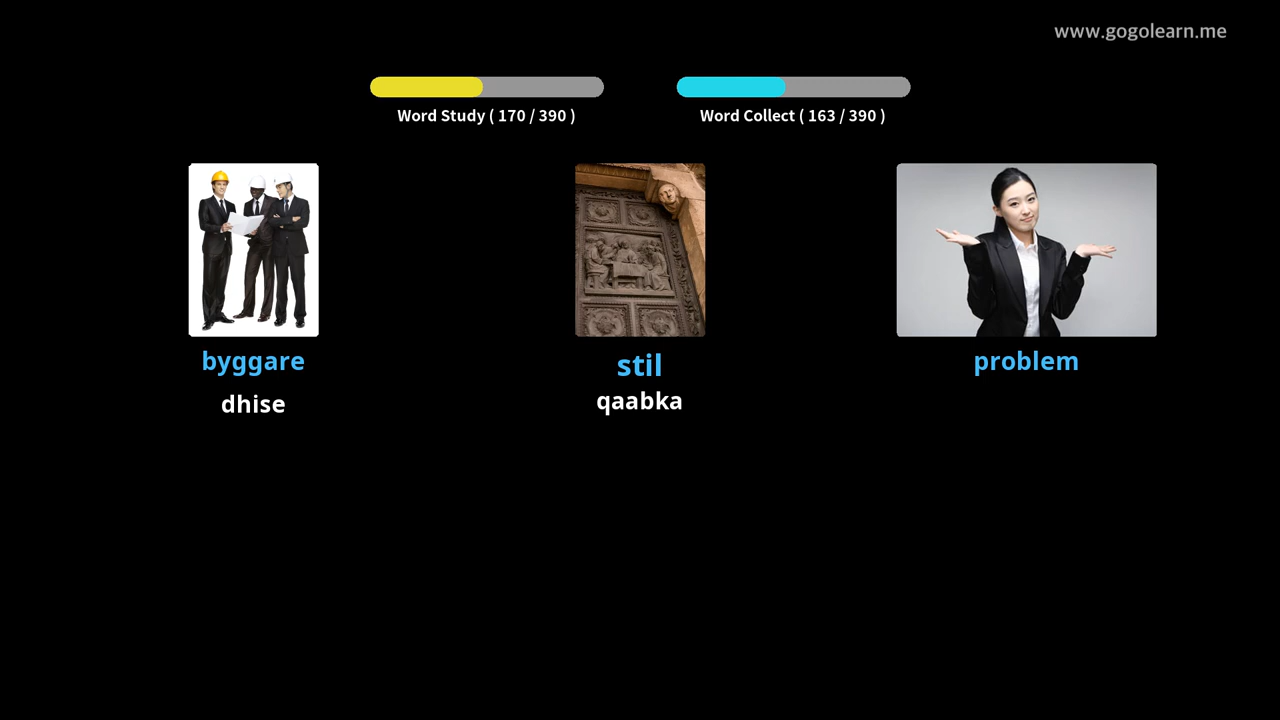 www.gogolearn.me
Word Study ( 170 / 390 )
Word Collect ( 163 / 390 )
byggare
dhise
stil
qaabka
problem